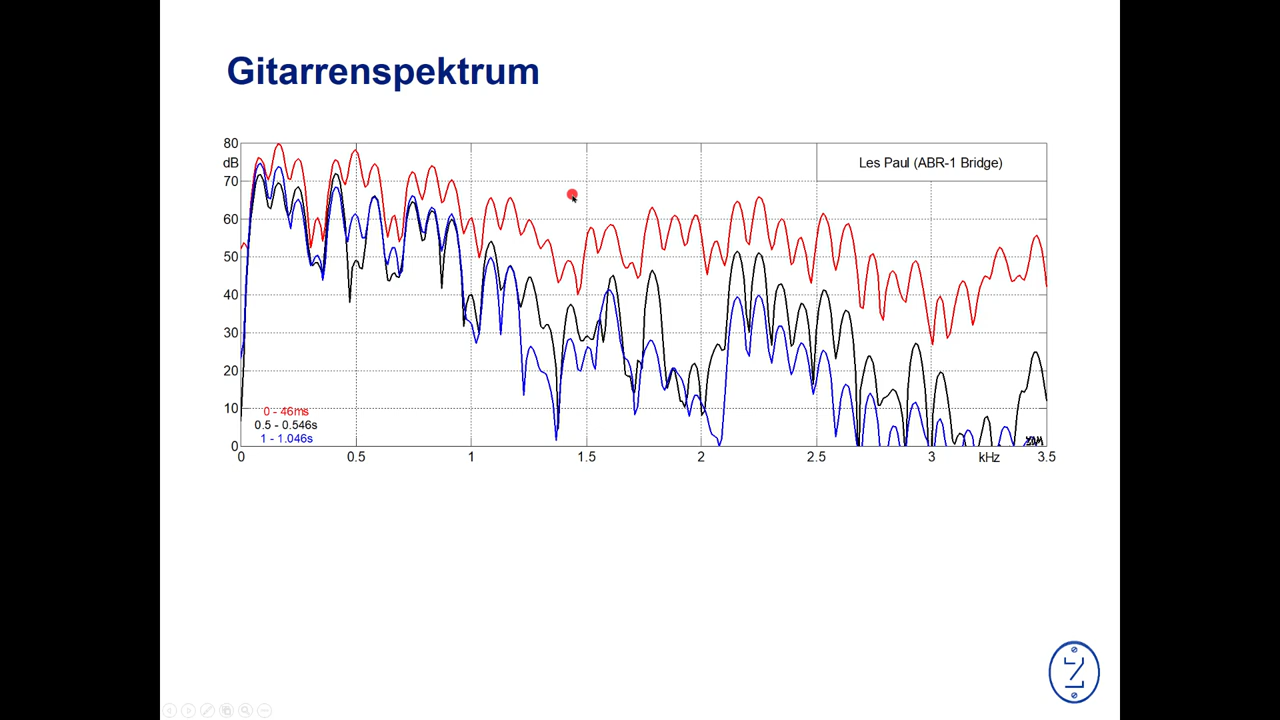 Gitarrenspektrum
80
dB
Les Paul (ABR-1 Bridge)
70
60
50
40
30
20
10
0
0 - 46ms
0.5 - 0.546s
1 - 1.046s
0 0.5 1 1.5 2 2.5 3 kHz 3.5